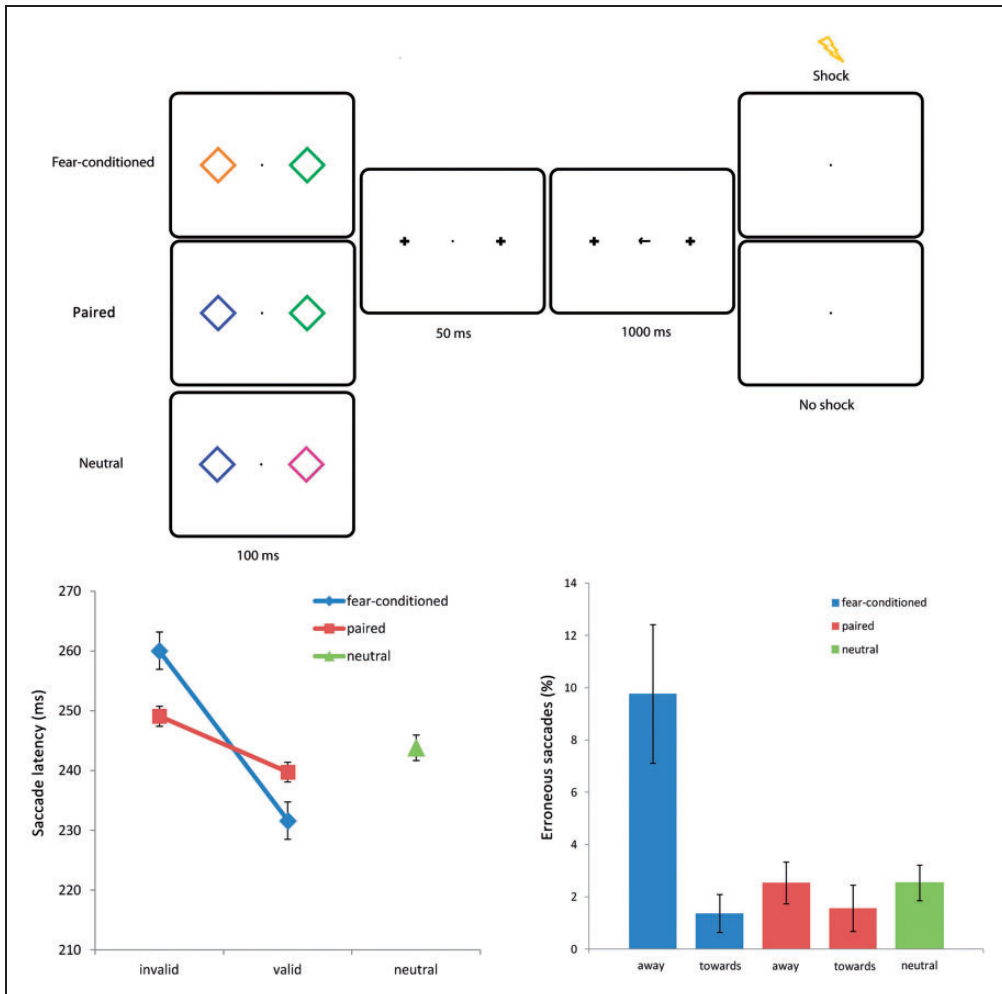 Shock
Fear-conditioned
Paired
50 ms
1000 ms
No shock
Neutral
100 ms
270
260
250
240
230
220
210
Saccade latency (ms)
fear-conditioned
paired
neutral
invalid
valid
neutral
14
12
10
8
6
4
2
0
Erroneous saccades (%)
fear-conditioned
paired
neutral
away
towards
away
towards
neutral